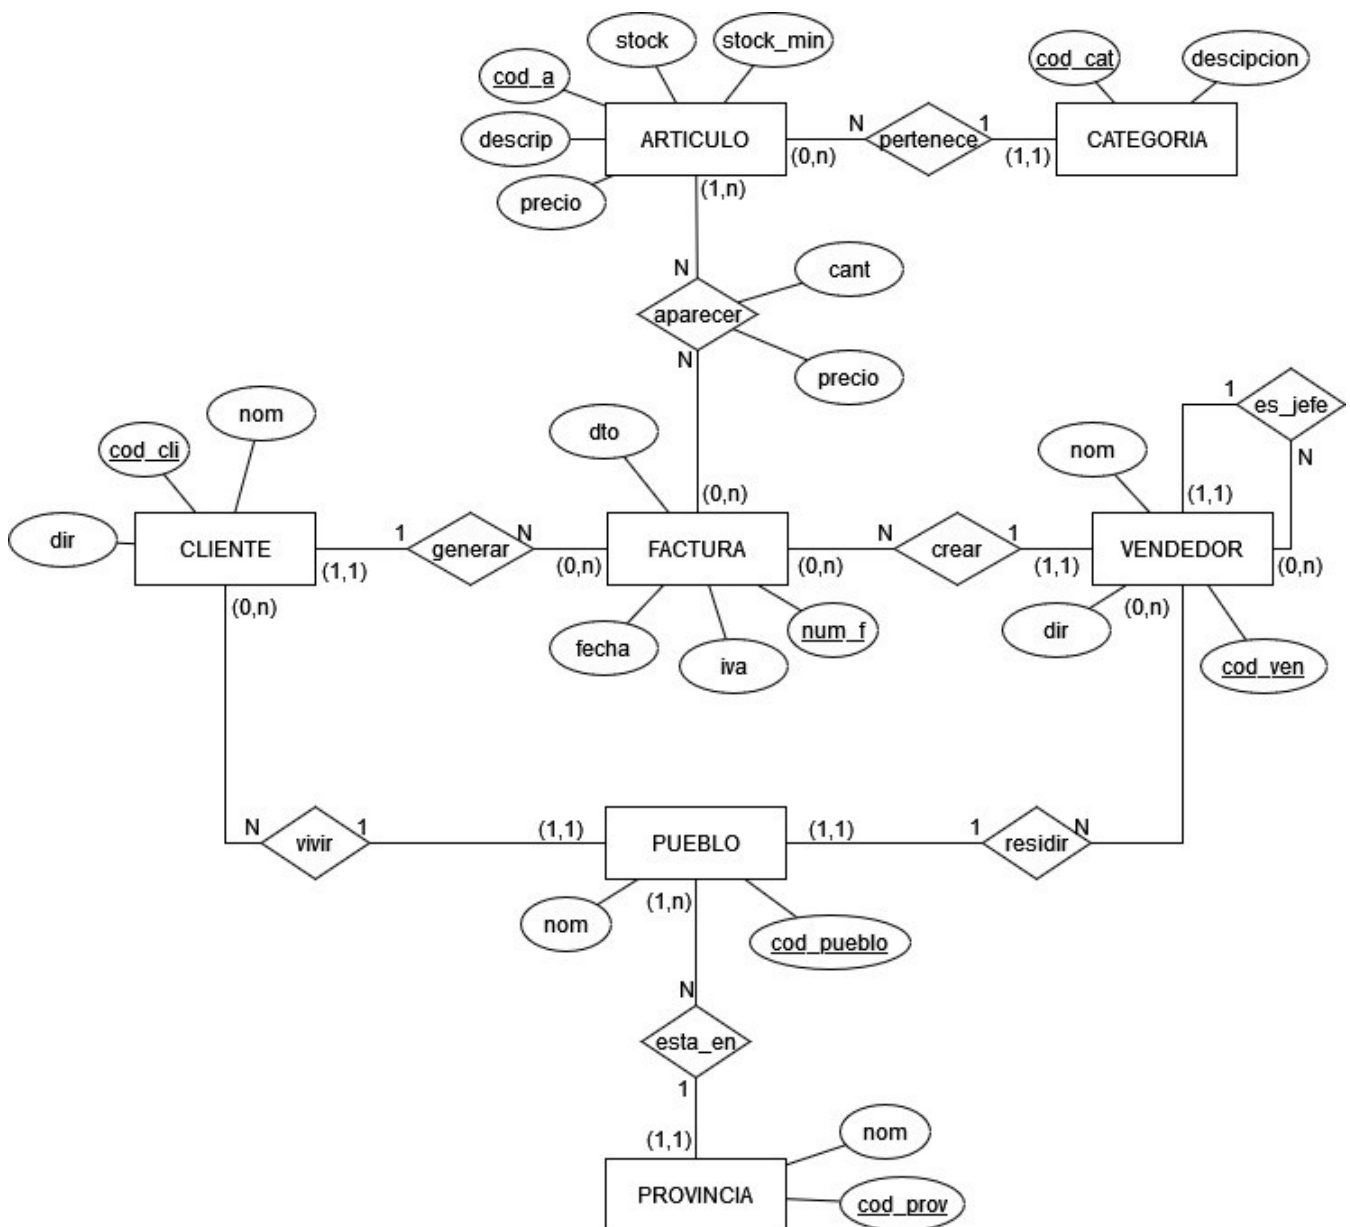 stock
stock_min
cod_cat
descipcion
cod_a
descrip
ARTICULO
N
pertenece
1
CATEGORIA
(0,n)
(1,1)
precio
(1,n)
N
cant
aparecer
N
precio
nom
cod_cli
dto
nom
1
es_jefe
N
(0,n)
(1,1)
dir
CLIENTE
1
generar
N
FACTURA
N
crear
1
VENDEDOR
(1,1)
(0,n)
(0,n)
(1,1)
(0,n)
(0,n)
(0,n)
fecha
iva
num_f
dir
cod_ven
N
vivir
1
(1,1)
PUEBLO
(1,1)
1
residir
N
(1,n)
nom
cod_pueblo
N
esta_en
1
(1,1)
nom
PROVINCIA
cod_prov